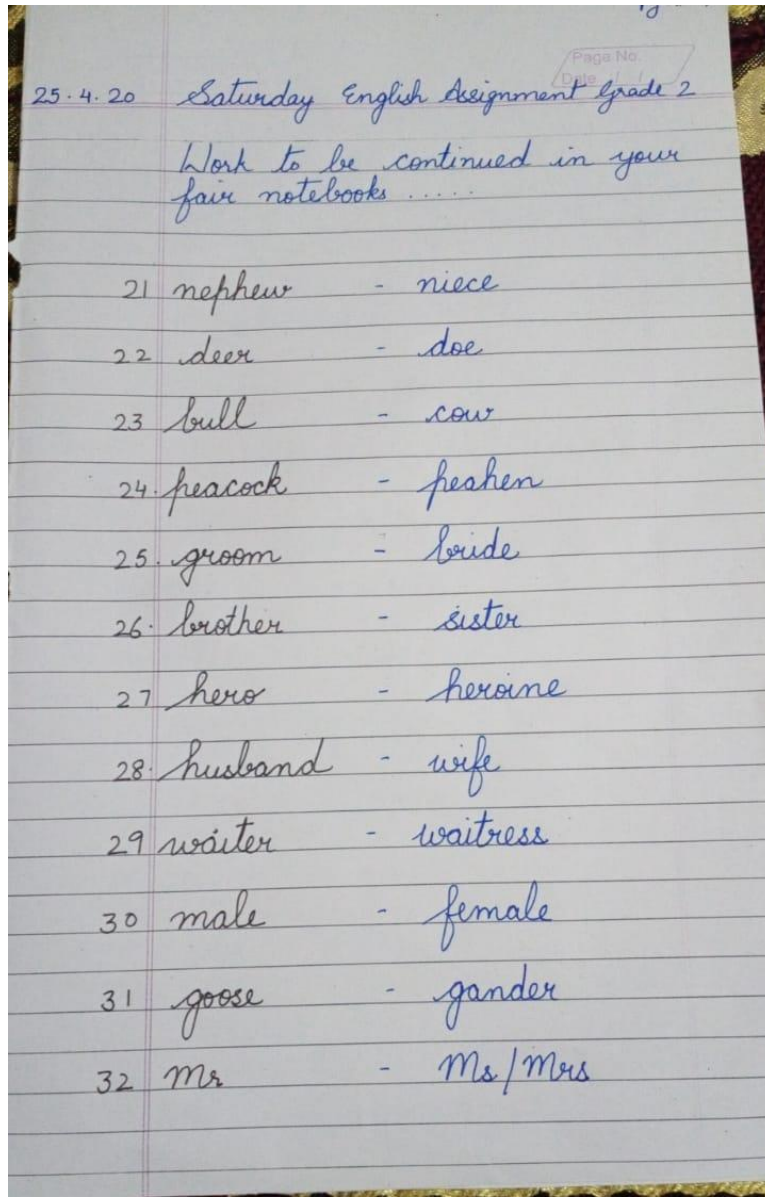 Page No.
Date / /
25.4.20 Saturday English Assignment Grade 2
Work to be continued in your
fair notebooks .....
21 nephew - niece
22 deer - doe
23 bull - cow
24. peacock - peahen
25. groom - bride
26. brother - sister
27 hero - heroine
28. husband - wife
29 waiter - waitress
30 male - female
31 goose - gander
32 Mr - Ms/Mrs